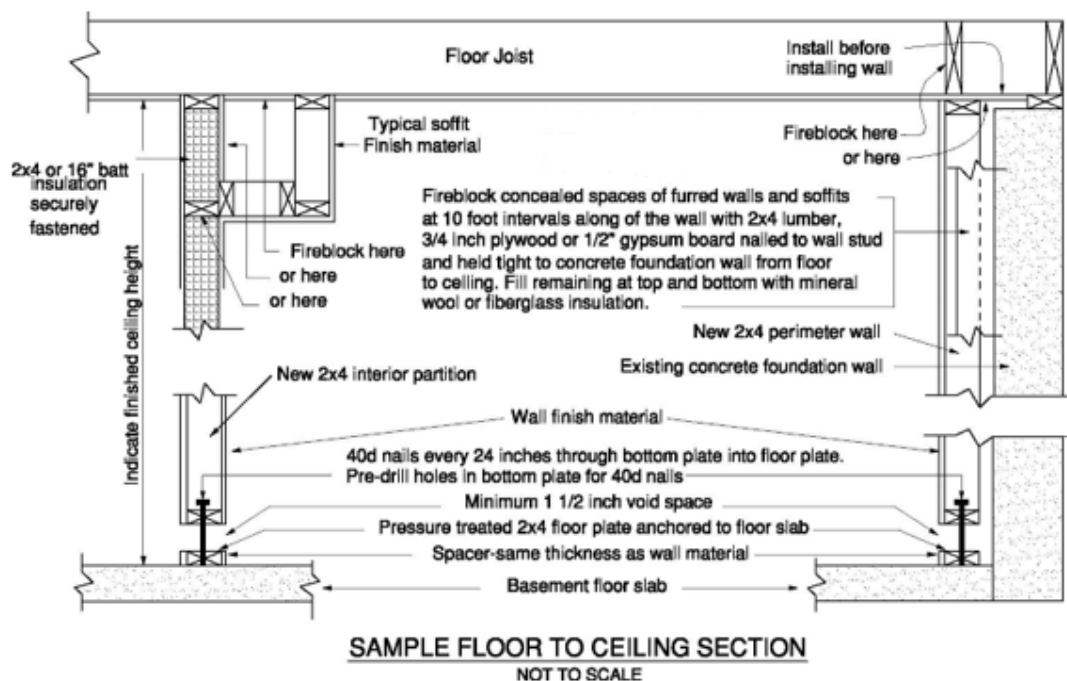 Floor Joist
Install before
installing wall
Typical soffit
Finish material
Fireblock here
or here
2x4 or 16" batt
insulation
securely
fastened
Fireblock concealed spaces of furred walls and soffits
at 10 foot intervals along of the wall with 2x4 lumber,
3/4 inch plywood or 1/2" gypsum board nailed to wall stud
and held tight to concrete foundation wall from floor
to ceiling. Fill remaining at top and bottom with mineral
wool or fiberglass insulation.
Fireblock here
or here
or here
Indicate finished ceiling height
New 2x4 perimeter wall
Existing concrete foundation wall
New 2x4 interior partition
Wall finish material
40d nails every 24 inches through bottom plate into floor plate.
Pre-drill holes in bottom plate for 40d nails
Minimum 1 1/2 inch void space
Pressure treated 2x4 floor plate anchored to floor slab
Spacer-same thickness as wall material
Basement floor slab
SAMPLE FLOOR TO CEILING SECTION
NOT TO SCALE